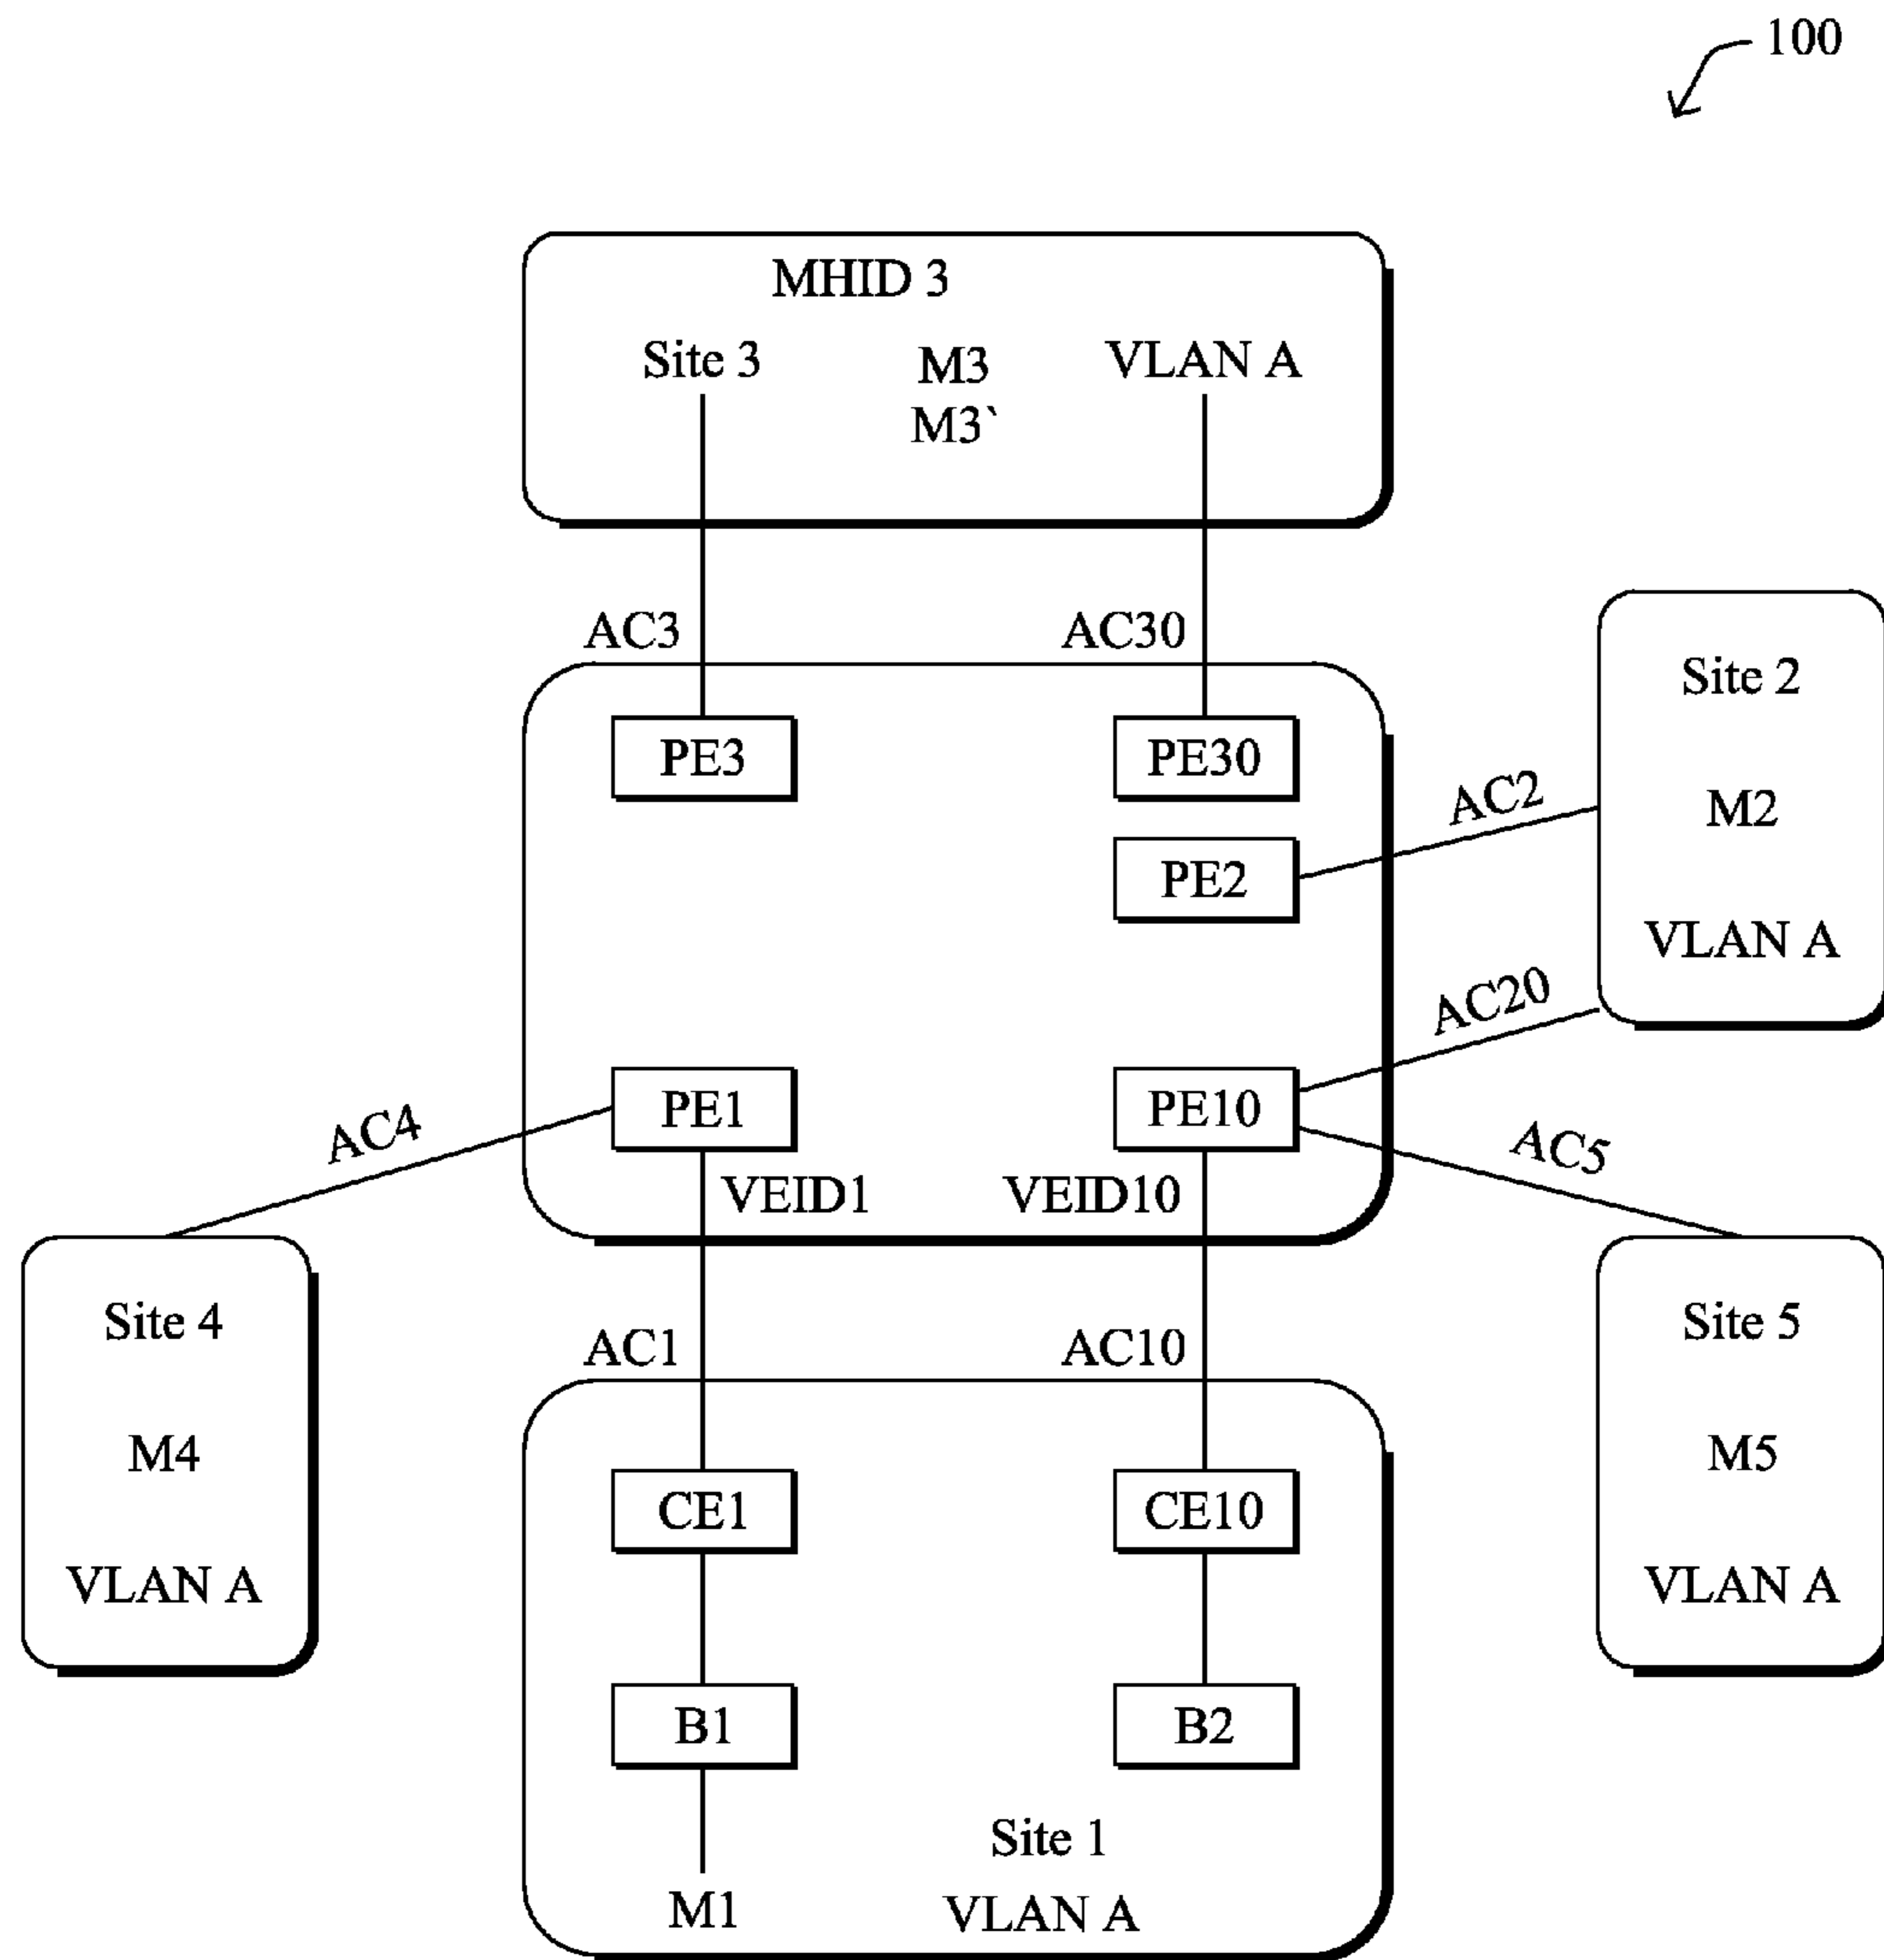 100
MHID 3
Site 3 M3 VLAN A
M3`
AC3 AC30
PE3 PE30
Site 2
AC2
M2
PE2
VLAN A
AC20
PE1 PE10
AC4
AC5
VEID1 VEID10
Site 4
AC1 AC10
Site 5
M4
M5
CE1 CE10
VLAN A
VLAN A
B1 B2
Site 1
M1 VLAN A